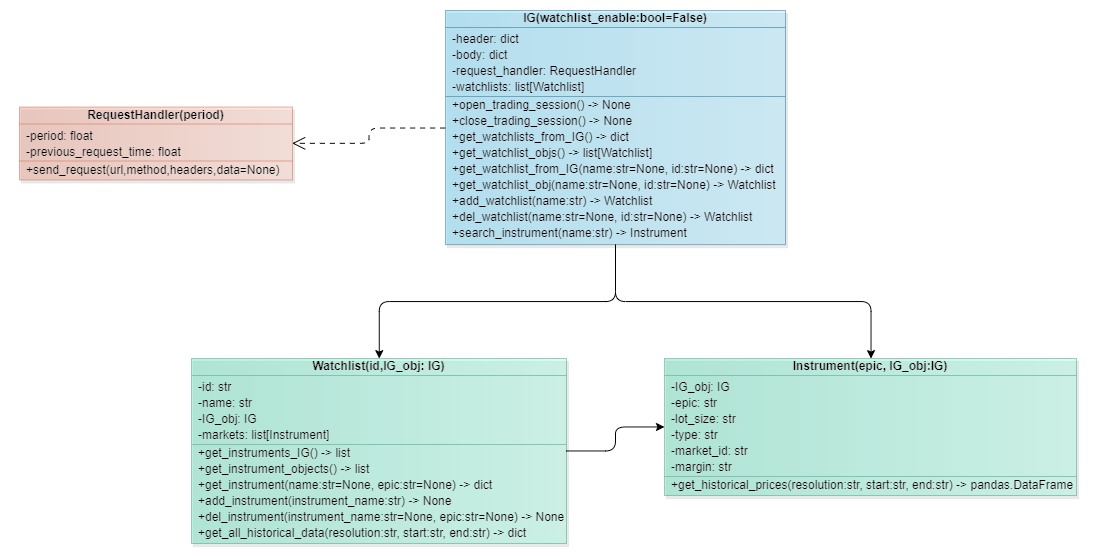 IG(watchlist_enable:bool=False)
-header: dict
-body: dict
-request_handler: RequestHandler
-watchlists: list[Watchlist]
+open_trading_session() -> None
+close_trading_session() -> None
+get_watchlists_from_IG() -> dict
+get_watchlist_objs() -> list[Watchlist]
+get_watchlist_from_IG(name:str=None, id:str=None) -> dict
+get_watchlist_obj(name:str=None, id:str=None) -> Watchlist
+add_watchlist(name:str) -> Watchlist
+del_watchlist(name:str=None, id:str=None) -> Watchlist
+search_instrument(name:str) -> Instrument
RequestHandler(period)
-period: float
-previous_request_time: float
+send_request(url,method,headers,data=None)
Watchlist(id,IG_obj: IG)
-id: str
-name: str
-IG_obj: IG
-markets: list[Instrument]
+get_instruments_IG() -> list
+get_instrument_objects() -> list
+get_instrument(name:str=None, epic:str=None) -> dict
+add_instrument(instrument_name:str) -> None
+del_instrument(instrument_name:str=None, epic:str=None) -> None
+get_all_historical_data(resolution:str, start:str, end:str) -> dict
Instrument(epic, IG_obj:IG)
-IG_obj: IG
-epic: str
-lot_size: str
-type: str
-market_id: str
-margin: str
+get_historical_prices(resolution:str, start:str, end:str) -> pandas.DataFrame